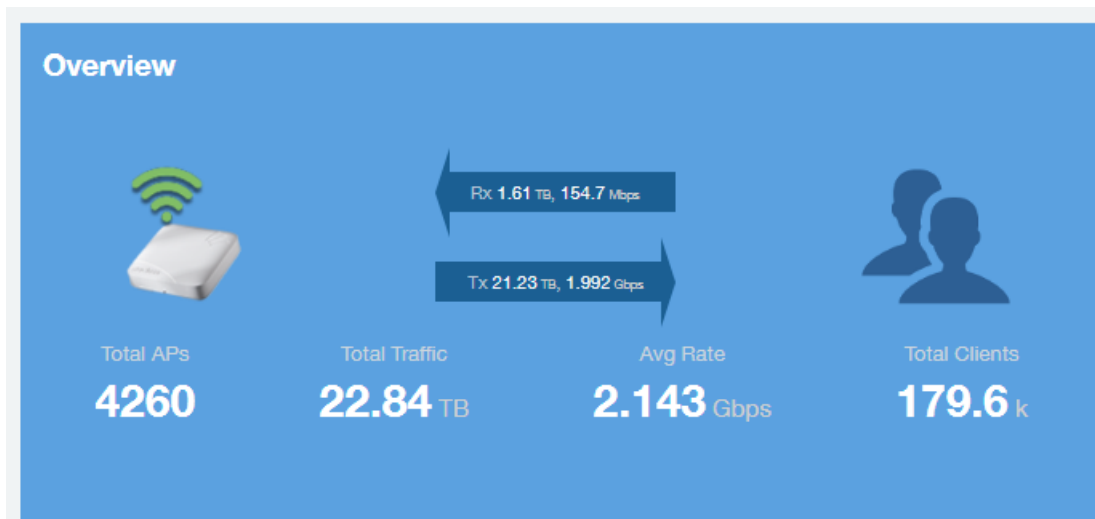 Overview
Rx 1.61 TB, 154.7 Mbps
Tx 21.23 TB, 1.992 Gbps
Total APs
4260
Total Traffic
22.84 TB
Avg Rate
2.143 Gbps
Total Clients
179.6 k